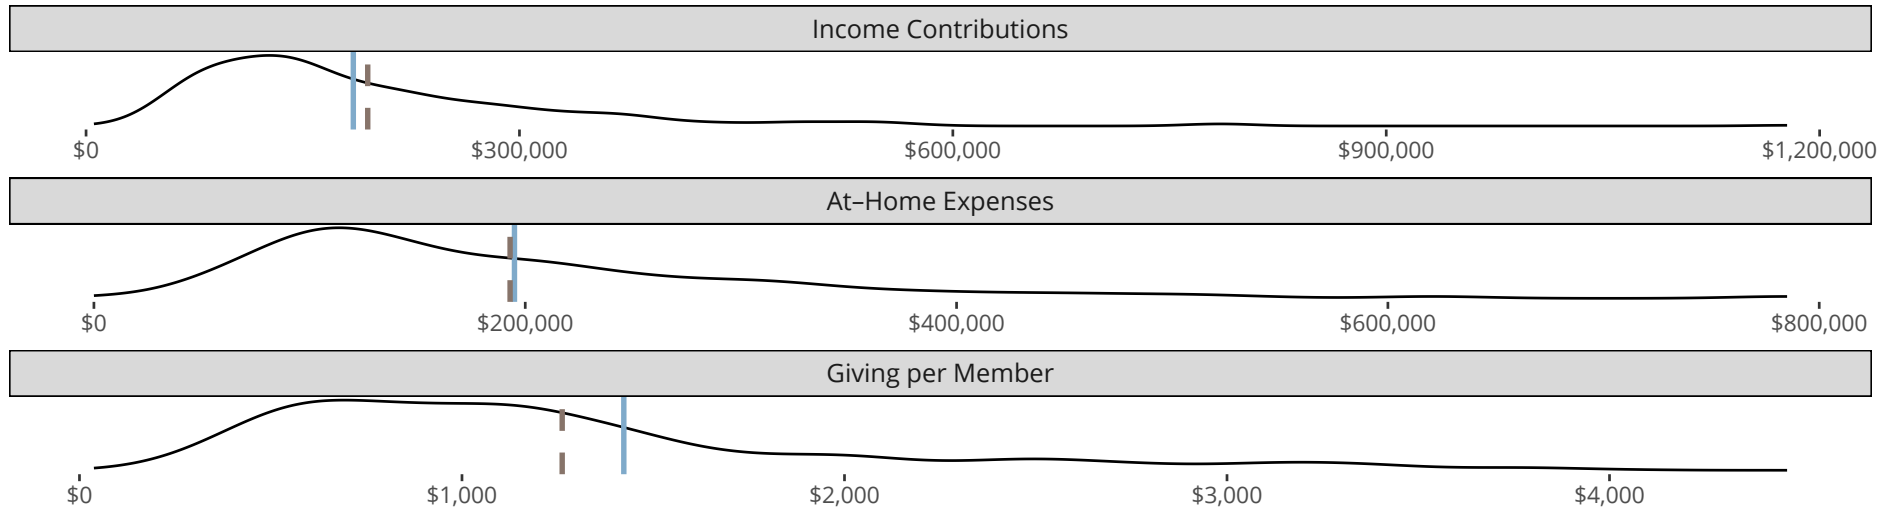 Income Contributions
$0 $300,000 $600,000 $900,000 $1,200,000
At–Home Expenses
$0 $200,000 $400,000 $600,000 $800,000
Giving per Member
$0 $1,000 $2,000 $3,000 $4,000